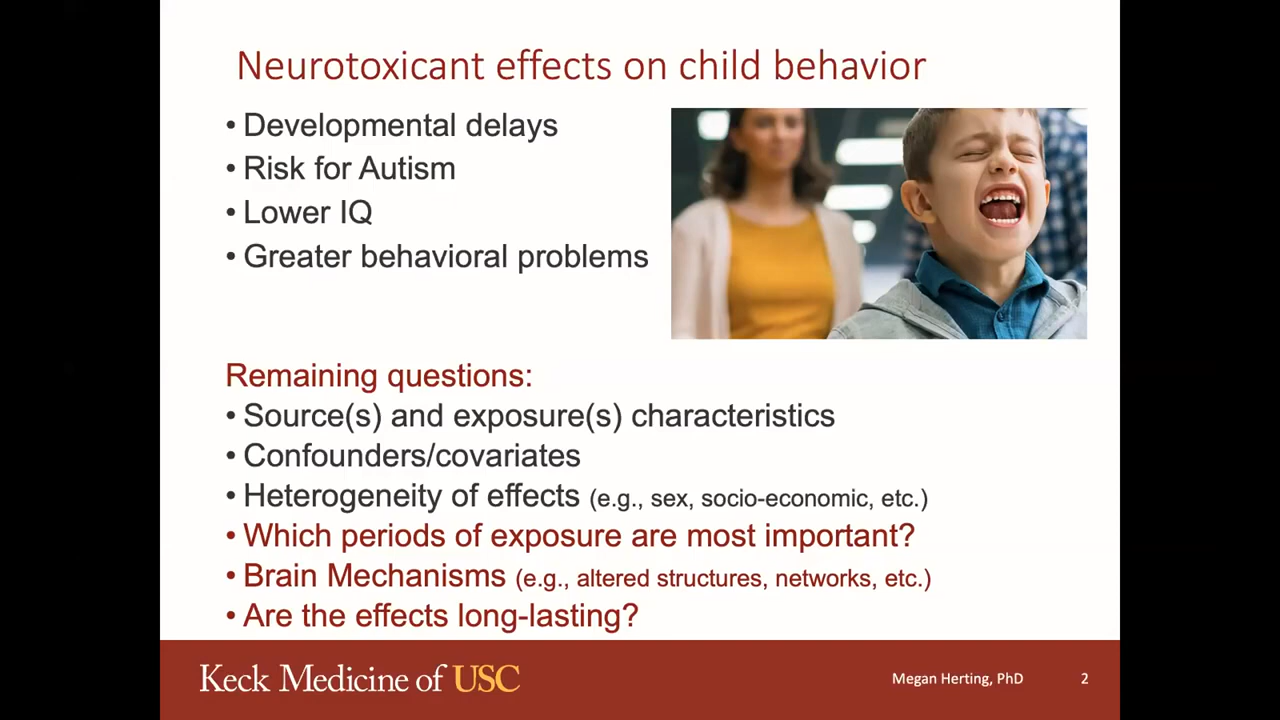 Neurotoxicant effects on child behavior
• Developmental delays
• Risk for Autism
• Lower IQ
• Greater behavioral problems
Remaining questions:
• Source(s) and exposure(s) characteristics
• Confounders/covariates
• Heterogeneity of effects (e.g., sex, socio-economic, etc.)
• Which periods of exposure are most important?
• Brain Mechanisms (e.g., altered structures, networks, etc.)
• Are the effects long-lasting?
Keck Medicine of USC
Megan Herting, PhD
2